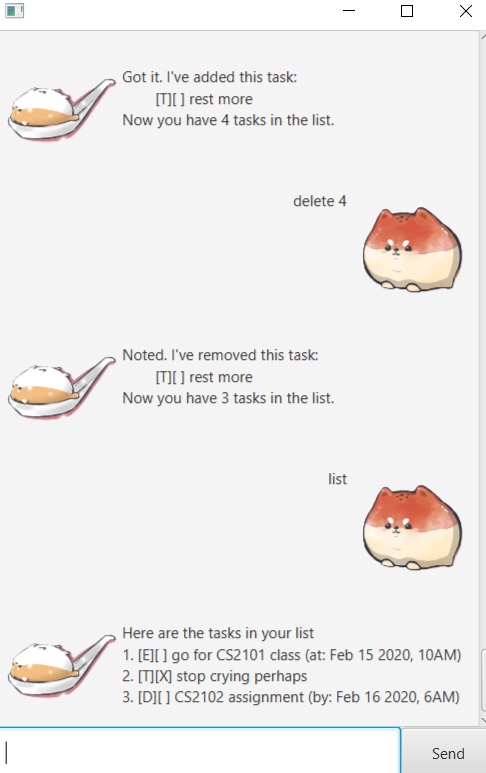 Got it. I've added this task:
[T][ ] rest more
Now you have 4 tasks in the list.
delete 4
Noted. I've removed this task:
[T][ ] rest more
Now you have 3 tasks in the list.
list
Here are the tasks in your list
1. [E][ ] go for CS2101 class (at: Feb 15 2020, 10AM)
2. [T][X] stop crying perhaps
3. [D][ ] CS2102 assignment (by: Feb 16 2020, 6AM)
Send